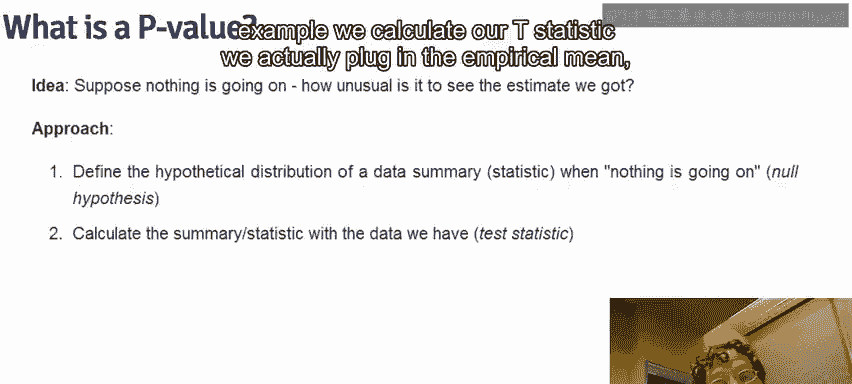 What is a P-value?
example we calculate our T statistic
we actually plug in the empirical mean,
Idea: Suppose nothing is going on - how unusual is it to see the estimate we got?
Approach:
1. Define the hypothetical distribution of a data summary (statistic) when "nothing is going on" (null
hypothesis)
2. Calculate the summary/statistic with the data we have (test statistic)